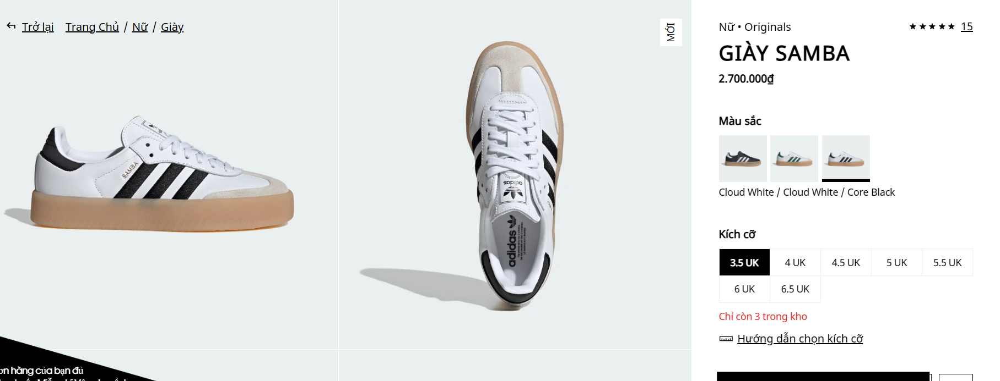 Trở lại Trang Chủ / Nữ / Giày
MỚI
SAMBA
adidas
adidas
Nữ • Originals
15
GIÀY SAMBA
2.700.000₫
Màu sắc
Cloud White / Cloud White / Core Black
Kích cỡ
3.5 UK 4 UK 4.5 UK 5 UK 5.5 UK
6 UK 6.5 UK
Chỉ còn 3 trong kho
Hướng dẫn chọn kích cỡ
hàng của bạn đủ